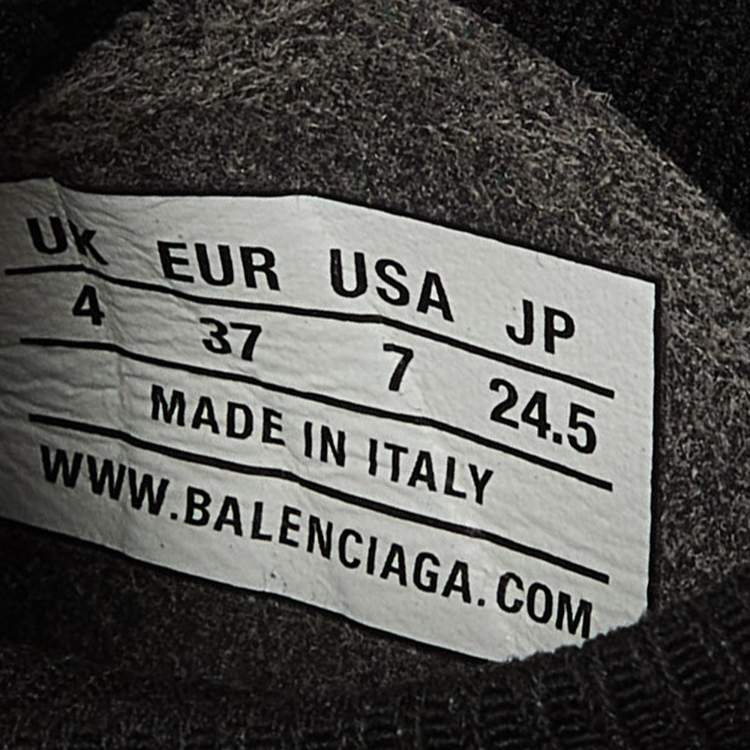 UK EUR USA JP
4 37 7 24.5
MADE IN ITALY
WWW.BALENCIAGA.COM